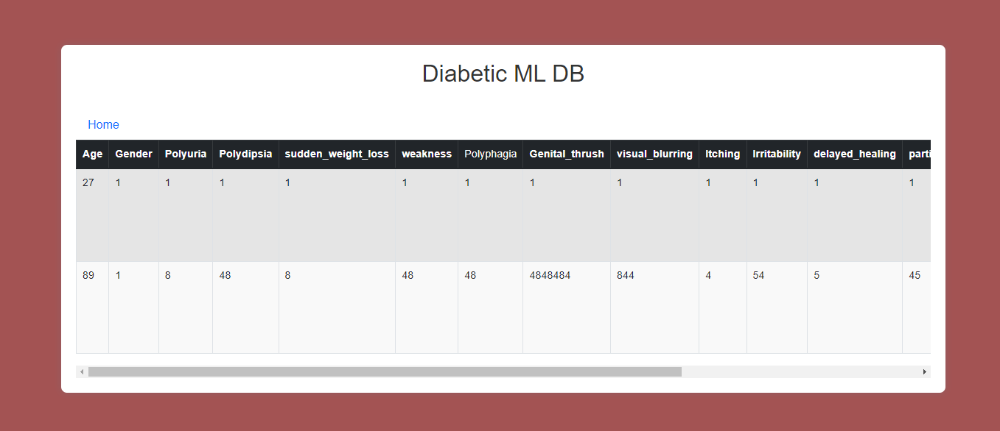 Diabetic ML DB
Home
Age Gender Polyuria Polydipsia sudden_weight_loss weakness Polyphagia Genital_thrush visual_blurring Itching Irritability delayed_healing parti
27 1 1 1 1 1 1 1 1 1 1 1 1
89 1 8 48 8 48 48 4848484 844 4 54 5 45